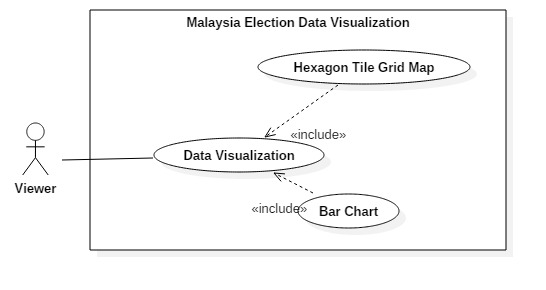 Malaysia Election Data Visualization
Hexagon Tile Grid Map
«include»
Data Visualization
Viewer
«include»
Bar Chart